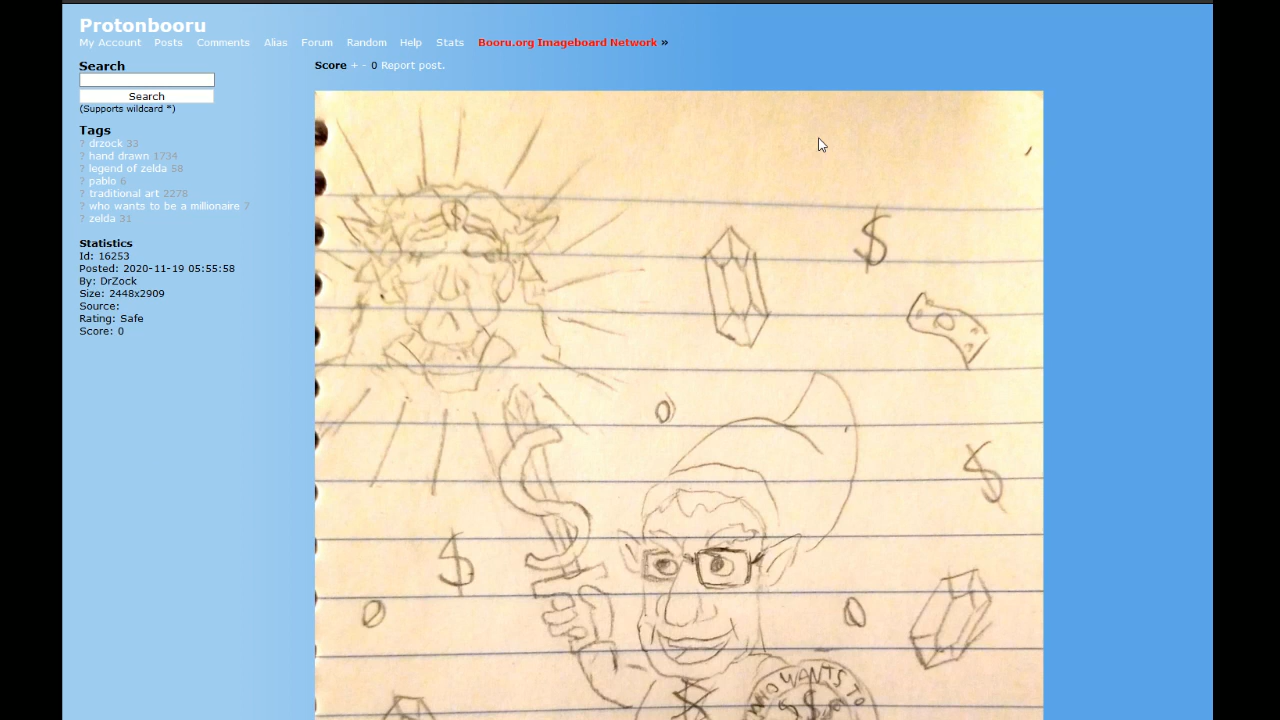 Protonbooru
My Account Posts Comments Alias Forum Random Help Stats Booru.org Imageboard Network »
Search
Score + - 0 Report post.
Search
(Supports wildcard *)
Tags
? drzock 33
? hand drawn 1734
? legend of zelda 58
? pablo 6
? traditional art 2278
? who wants to be a millionaire 7
? zelda 31
Statistics
Id: 16253
Posted: 2020-11-19 05:55:58
By: DrZock
Size: 2448x2909
Source:
Rating: Safe
Score: 0
$
$
$
WHO WANTS TO
$